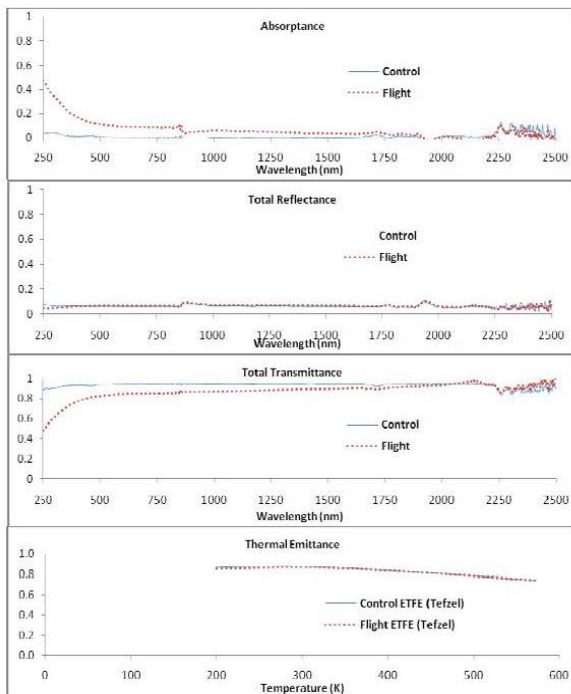 Absorptance
1
0.8
0.6
0.4
0.2
0
Control
Flight
250 500 750 1000 1250 1500 1750 2000 2250 2500
Wavelength (nm)
Total Reflectance
1
0.8
0.6
0.4
0.2
0
Control
Flight
250 500 750 1000 1250 1500 1750 2000 2250 2500
Total Transmittance
1
0.8
0.6
0.4
0.2
0
Control
Flight
250 500 750 1000 1250 1500 1750 2000 2250 2500
Wavelength (nm)
Thermal Emittance
1.0
0.8
0.6
0.4
0.2
0.0
Control ETFE (Tefzel)
Flight ETFE (Tefzel)
0 100 200 300 400 500 600
Temperature (K)